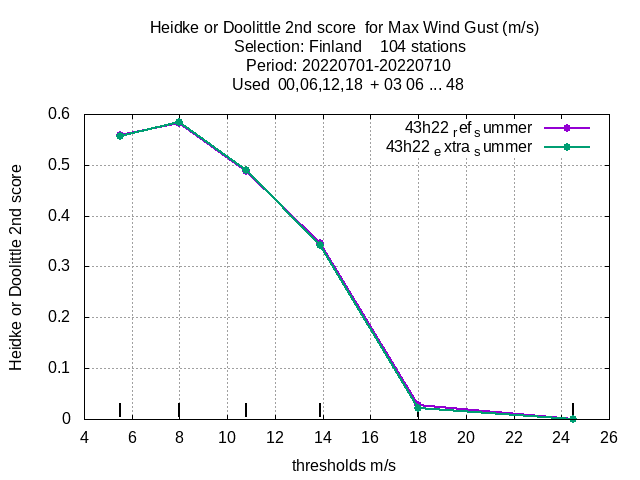 Heidke or Doolittle 2nd score  for Max Wind Gust (m/s)
Selection: Finland    104 stations
Period: 20220701-20220710
Used  00,06,12,18  + 03 06 ... 48
43h22 ref summer
43h22 extra summer
Heidke or Doolittle 2nd score
0.6
0.5
0.4
0.3
0.2
0.1
0
4 6 8 10 12 14 16 18 20 22 24 26
thresholds m/s